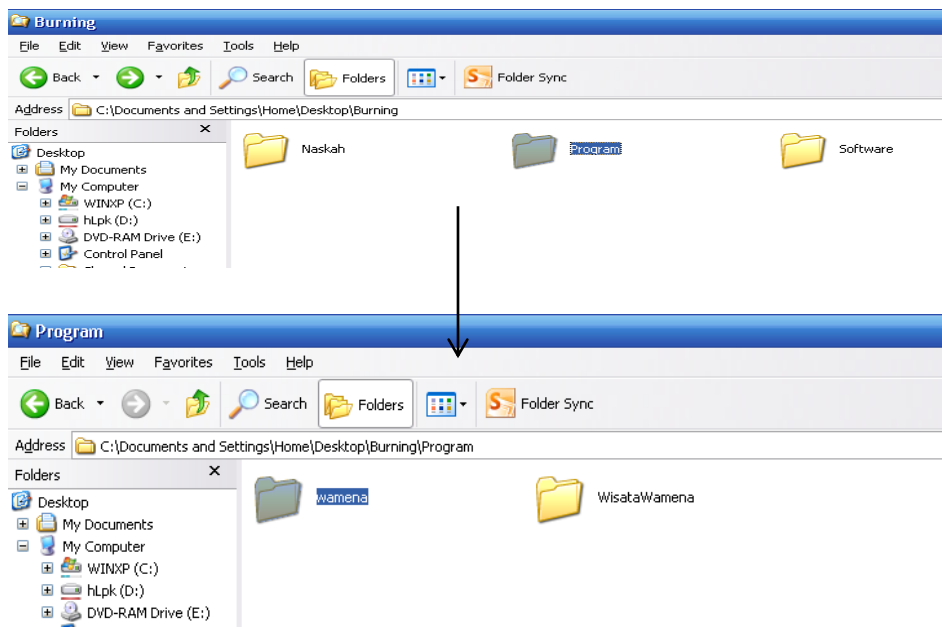 Burning
File Edit View Favorites Tools Help
Back Search Folders Folder Sync
Address C:\Documents and Settings\Home\Desktop\Burning
Folders
Naskah Program Software
Desktop
My Documents
My Computer
WINXP (C:)
hLpk (D:)
DVD-RAM Drive (E:)
Control Panel
Program
File Edit View Favorites Tools Help
Back Search Folders Folder Sync
Address C:\Documents and Settings\Home\Desktop\Burning\Program
Folders
wamena WisataWamena
Desktop
My Documents
My Computer
WINXP (C:)
hLpk (D:)
DVD-RAM Drive (E:)